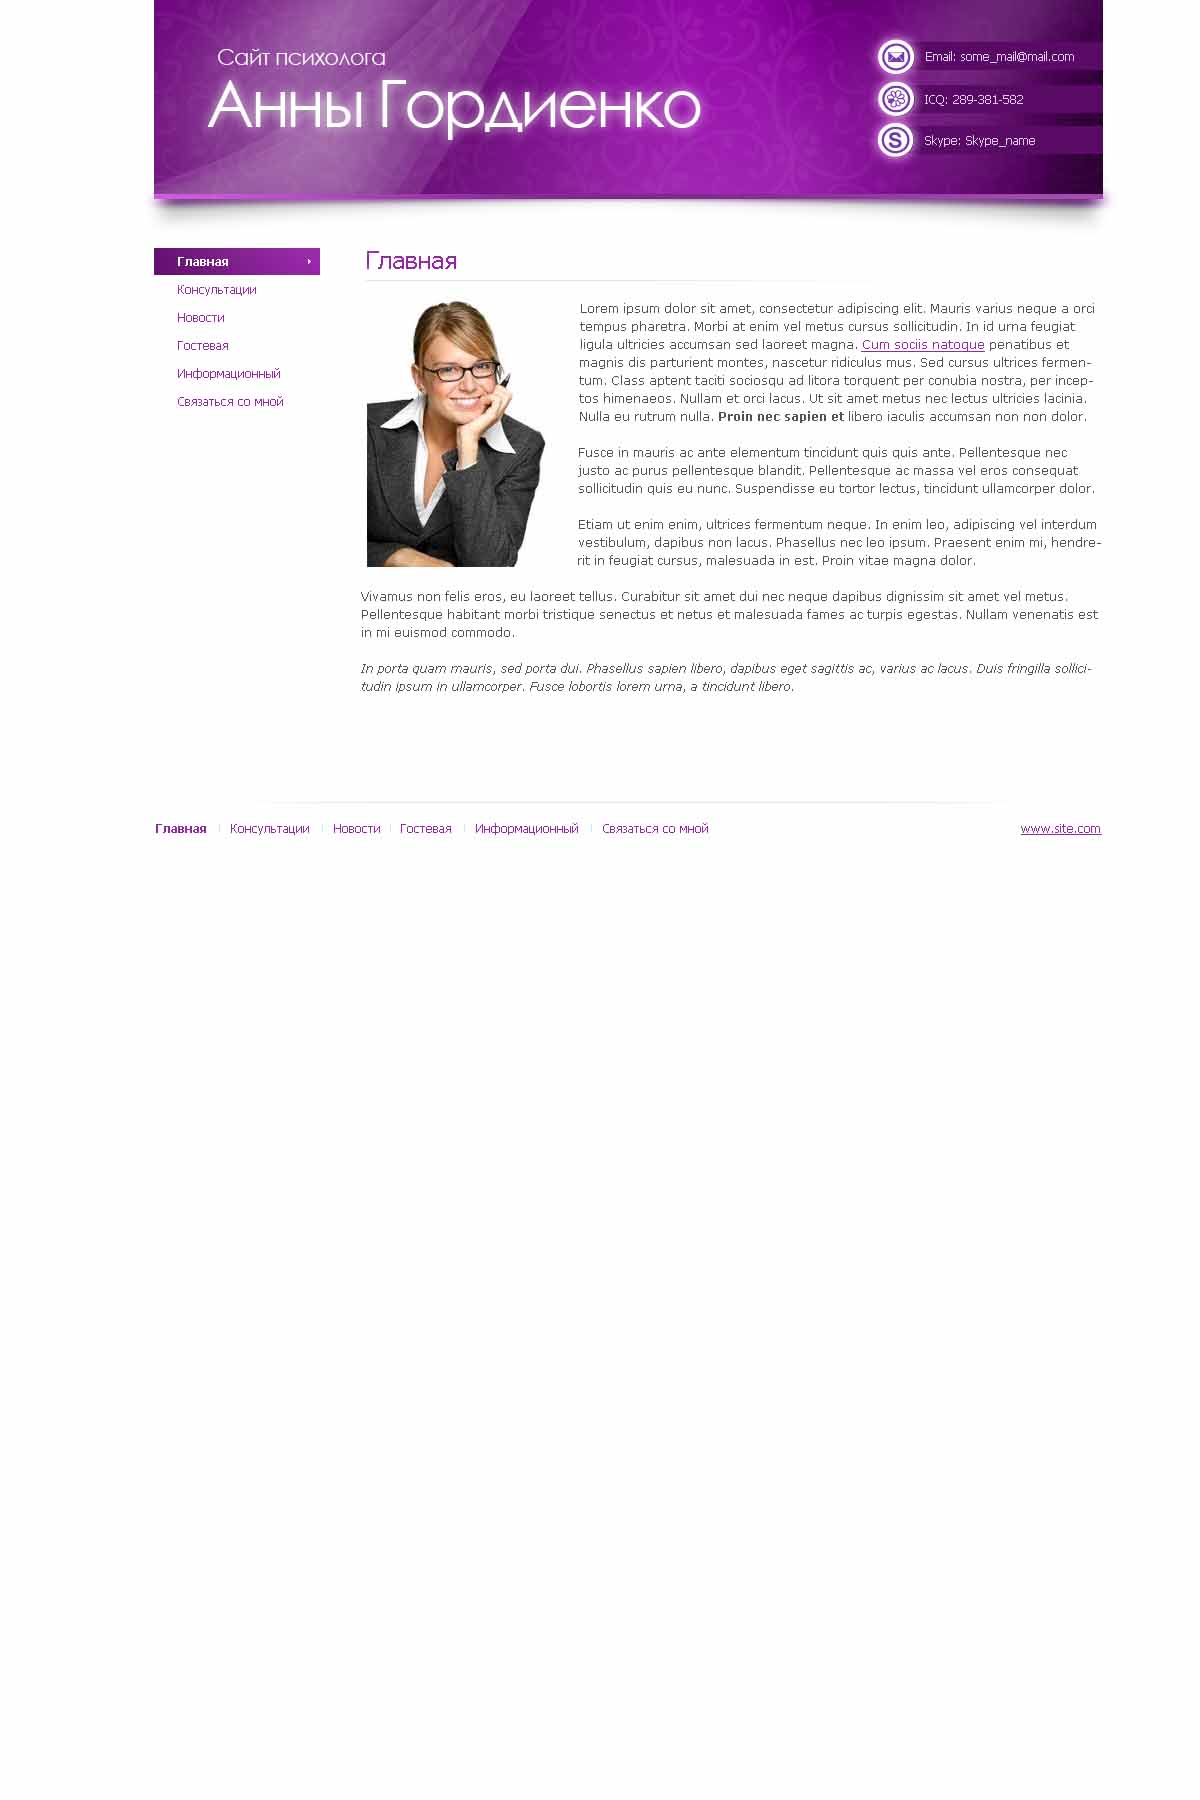 Сайт психолога
Анны Гордиенко
Email: some_mail@mail.com
ICQ: 289-381-582
S
Skype: Skype_name
Главная
Консультации
Новости
Гостевая
Информационный
Связаться со мной
Главная
Lorem ipsum dolor sit amet, consectetur adipiscing elit. Mauris varius neque a orci
tempus pharetra. Morbi at enim vel metus cursus sollicitudin. In id urna feugiat
ligula ultricies accumsan sed laoreet magna. Cum sociis natoque penatibus et
magnis dis parturient montes, nascetur ridiculus mus. Sed cursus ultrices fermen-
tum. Class aptent taciti sociosqu ad litora torquent per conubia nostra, per incep-
tos himenaeos. Nullam et orci lacus. Ut sit amet metus nec lectus ultricies lacinia.
Nulla eu rutrum nulla. Proin nec sapien et libero iaculis accumsan non non dolor.
Fusce in mauris ac ante elementum tincidunt quis quis ante. Pellentesque nec
justo ac purus pellentesque blandit. Pellentesque ac massa vel eros consequat
sollicitudin quis eu nunc. Suspendisse eu tortor lectus, tincidunt ullamcorper dolor.
Etiam ut enim enim, ultrices fermentum neque. In enim leo, adipiscing vel interdum
vestibulum, dapibus non lacus. Phasellus nec leo ipsum. Praesent enim mi, hendre-
rit in feugiat cursus, malesuada in est. Proin vitae magna dolor.
Vivamus non felis eros, eu laoreet tellus. Curabitur sit amet dui nec neque dapibus dignissim sit amet vel metus.
Pellentesque habitant morbi tristique senectus et netus et malesuada fames ac turpis egestas. Nullam venenatis est
in mi euismod commodo.
In porta quam mauris, sed porta dui. Phasellus sapien libero, dapibus eget sagittis ac, varius ac lacus. Duis fringilla sollici-
tudin ipsum in ullamcorper. Fusce lobortis lorem urna, a tincidunt libero.
Главная | Консультации | Новости | Гостевая | Информационный | Связаться со мной www.site.com